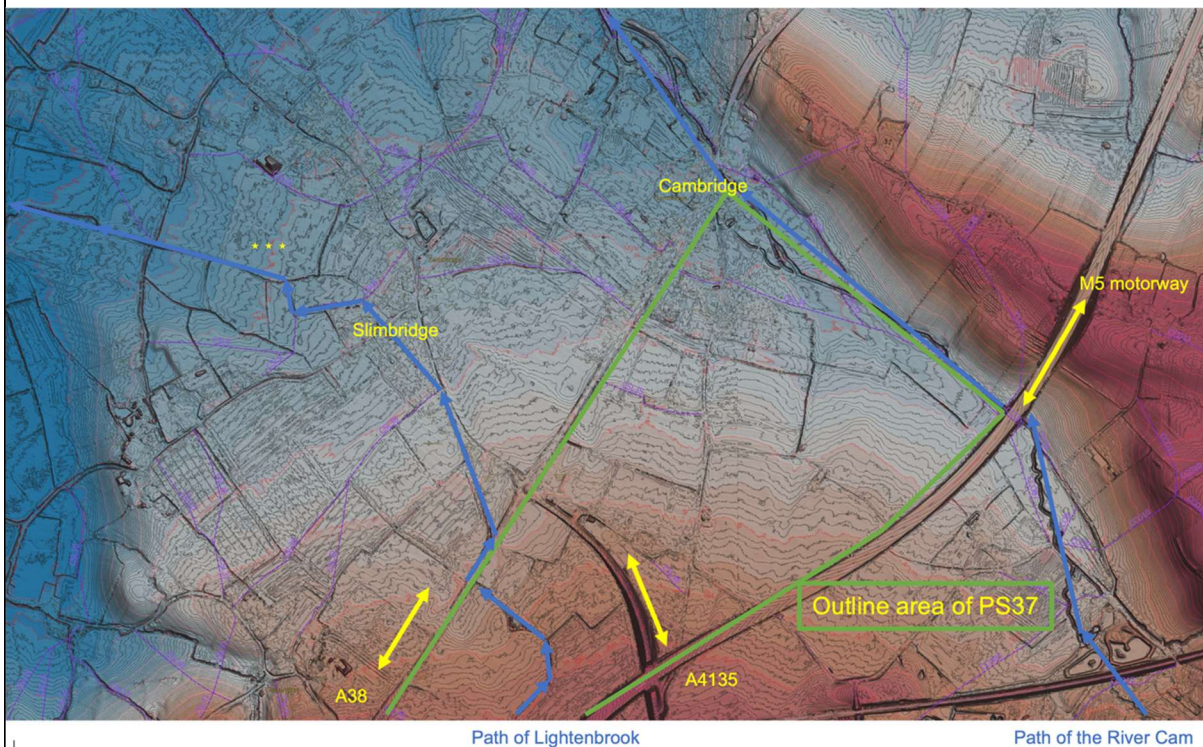 Cambridge
M5 motorway
* * *
Slimbridge
Outline area of PS37
A38
A4135
Path of Lightenbrook
Path of the River Cam